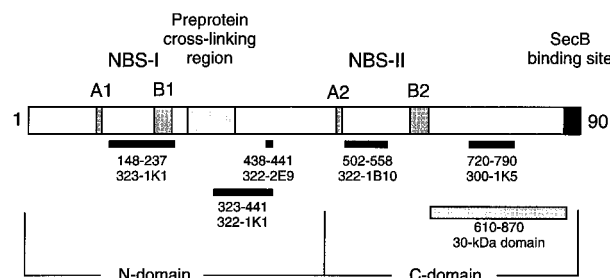 Preprotein
cross-linking
region
SecB
binding site
NBS-I
NBS-II
A1
B1
A2
B2
1
90
148-237
323-1K1
438-441
322-2E9
502-558
322-1B10
720-790
300-1K5
323-441
322-1K1
610-870
30-kDa domain
N-domain
C-domain